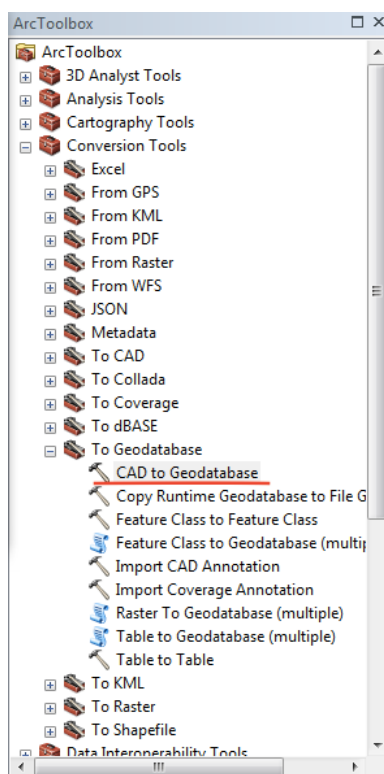 ArcToolbox
ArcToolbox
3D Analyst Tools
Analysis Tools
Cartography Tools
Conversion Tools
Excel
From GPS
From KML
From PDF
From Raster
From WFS
JSON
Metadata
To CAD
To Collada
To Coverage
To dBASE
To Geodatabase
CAD to Geodatabase
Copy Runtime Geodatabase to File G
Feature Class to Feature Class
Feature Class to Geodatabase (multip
Import CAD Annotation
Import Coverage Annotation
Raster To Geodatabase (multiple)
Table to Geodatabase (multiple)
Table to Table
To KML
To Raster
To Shapefile
Data Interoperability Tools